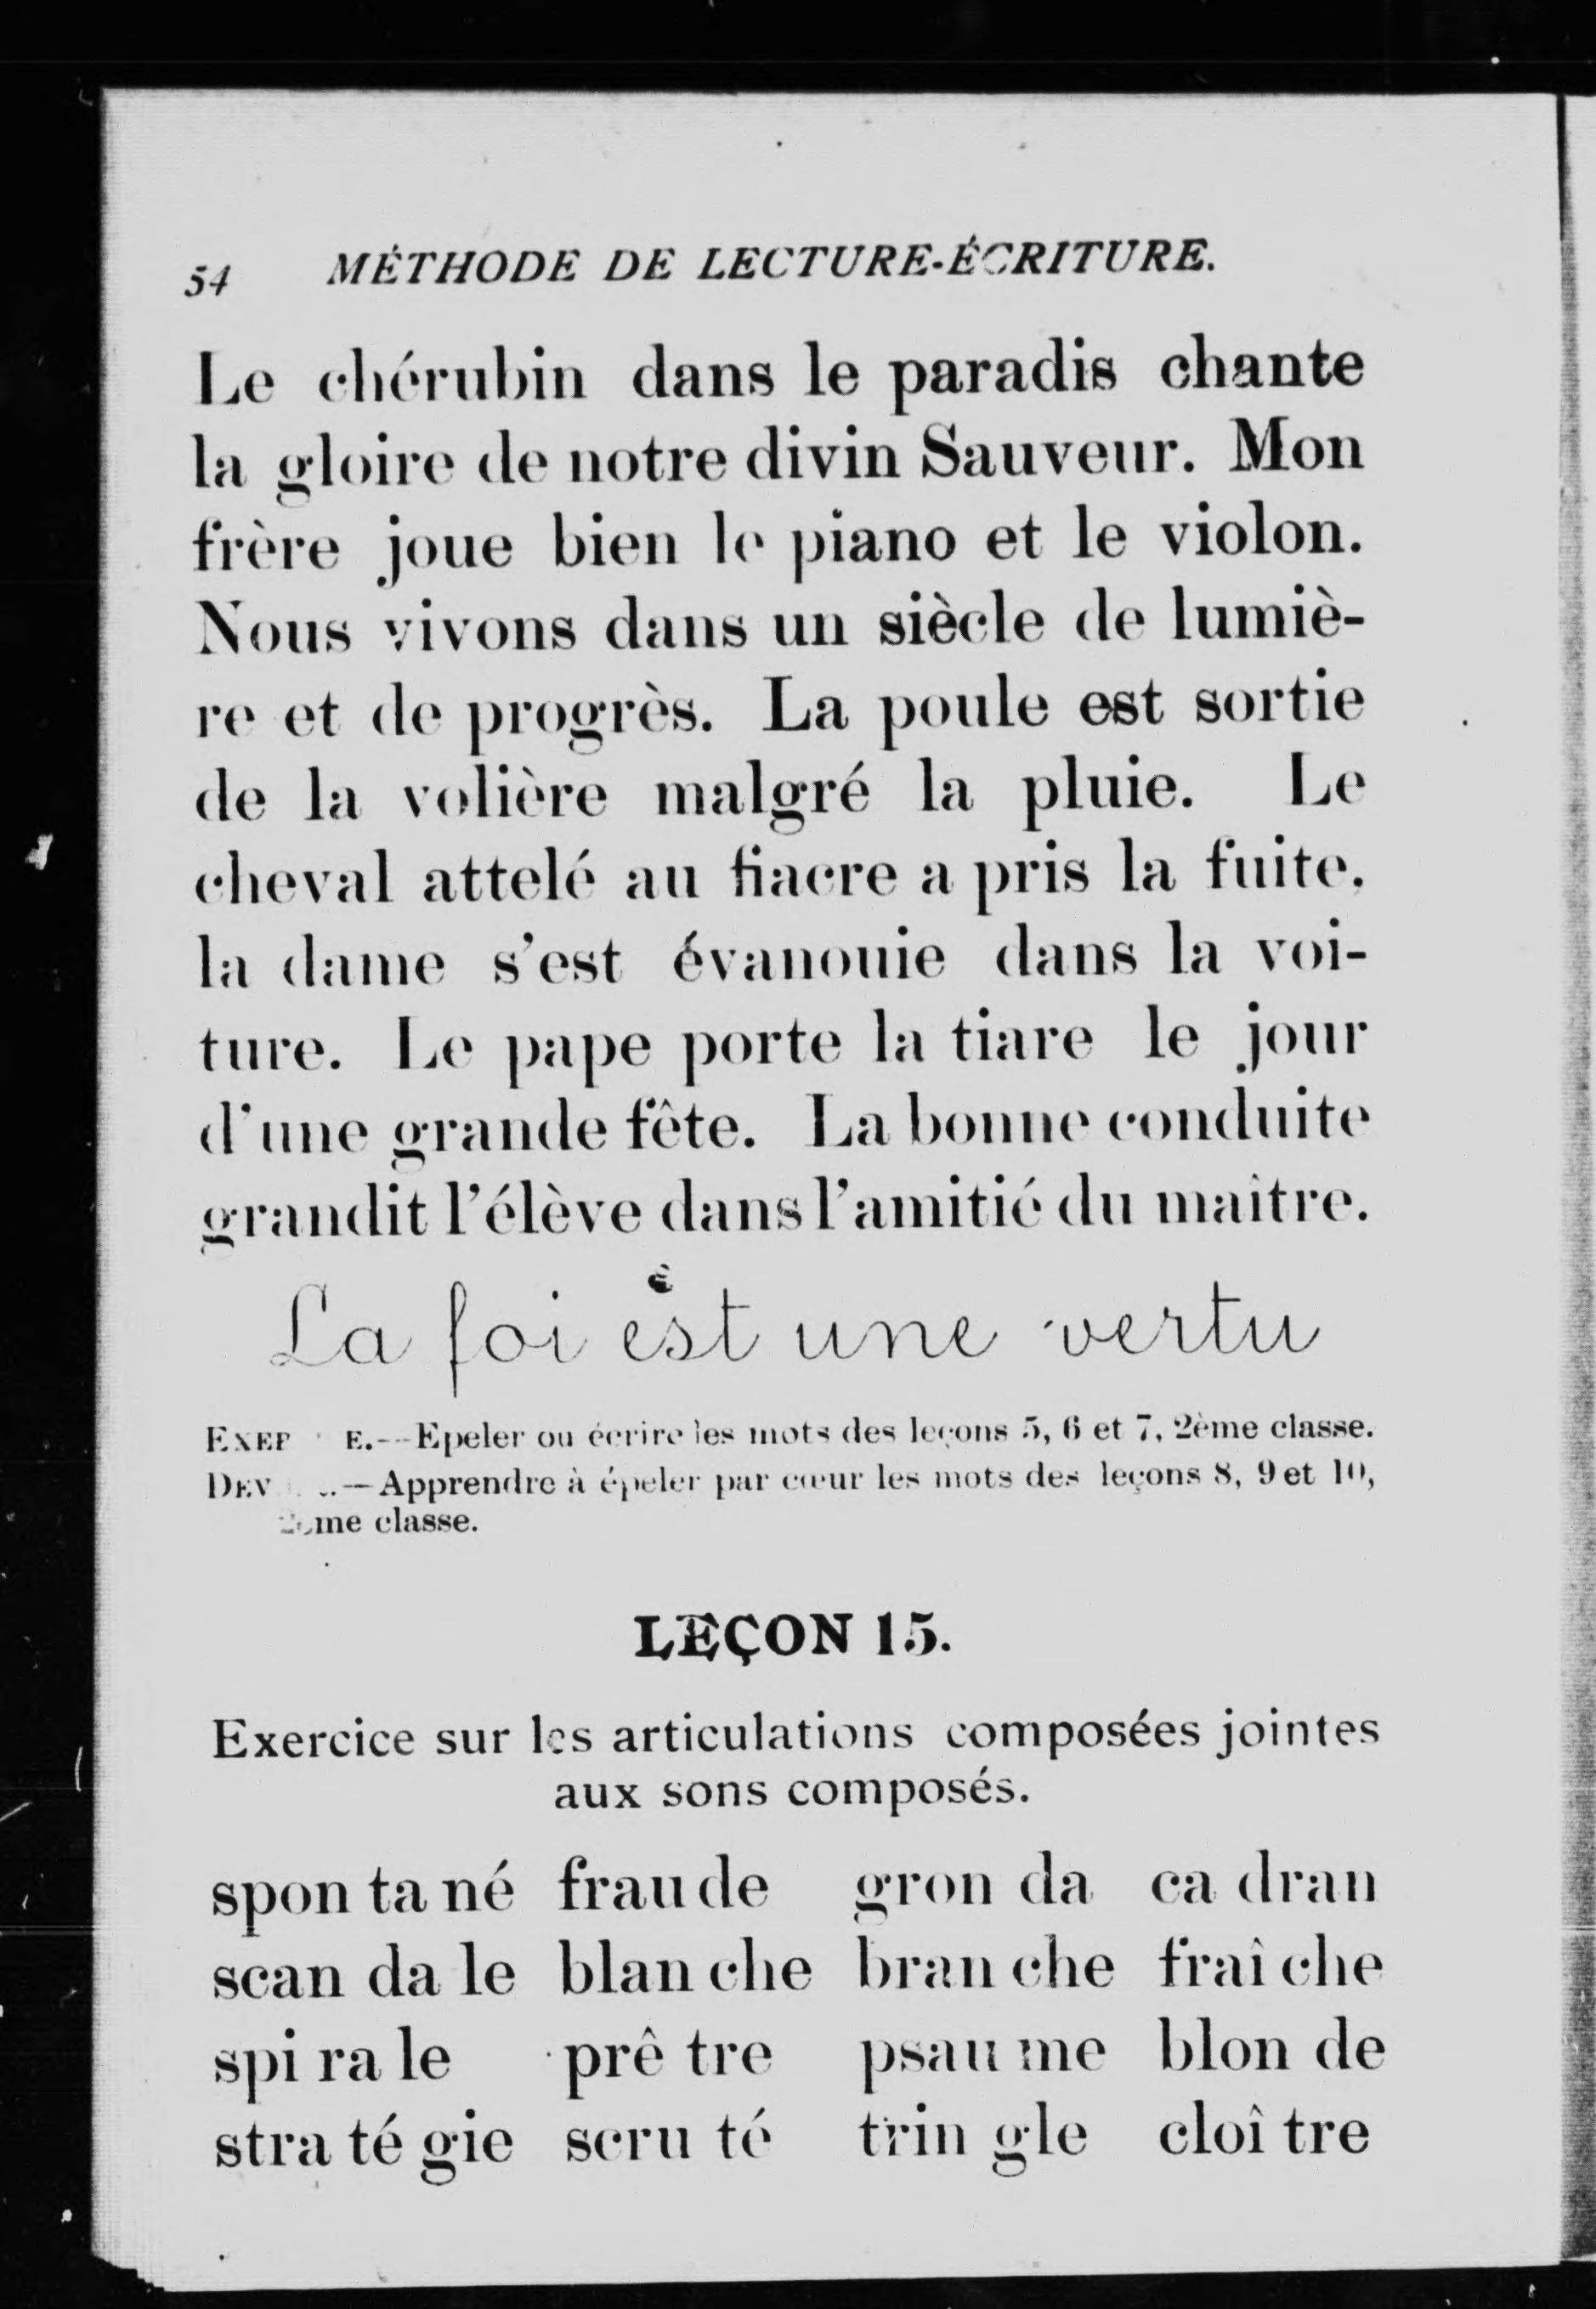 54 MÉTHODE DE LECTURE-ÉCRITURE.
Le chérubin dans le paradis chante
la gloire de notre divin Sauveur. Mon
frère joue bien le piano et le violon.
Nous vivons dans un siècle de lumiè-
re et de progrès. La poule est sortie
de la volière malgré la pluie. Le
cheval attelé au fiacre a pris la fuite,
la dame s'est évanouie dans la voi-
ture. Le pape porte la tiare le jour
d'une grande fête. La bonne conduite
grandit l'élève dans l'amitié du maître.
La foi est une vertu
—Epeler ou écrire les mots des leçons 5, 6 et 7, 2ème classe.
—Apprendre à épeler par cœur les mots des leçons 8, 9 et 10,
2ème classe.
LEÇON 15.
Exercice sur les articulations composées jointes
aux sons composés.
spon ta né frau de gron da ca dran
scan da le blan che bran che fraî che
spi ra le prê tre psau me blon de
stra té gie scru té trin gle cloî tre